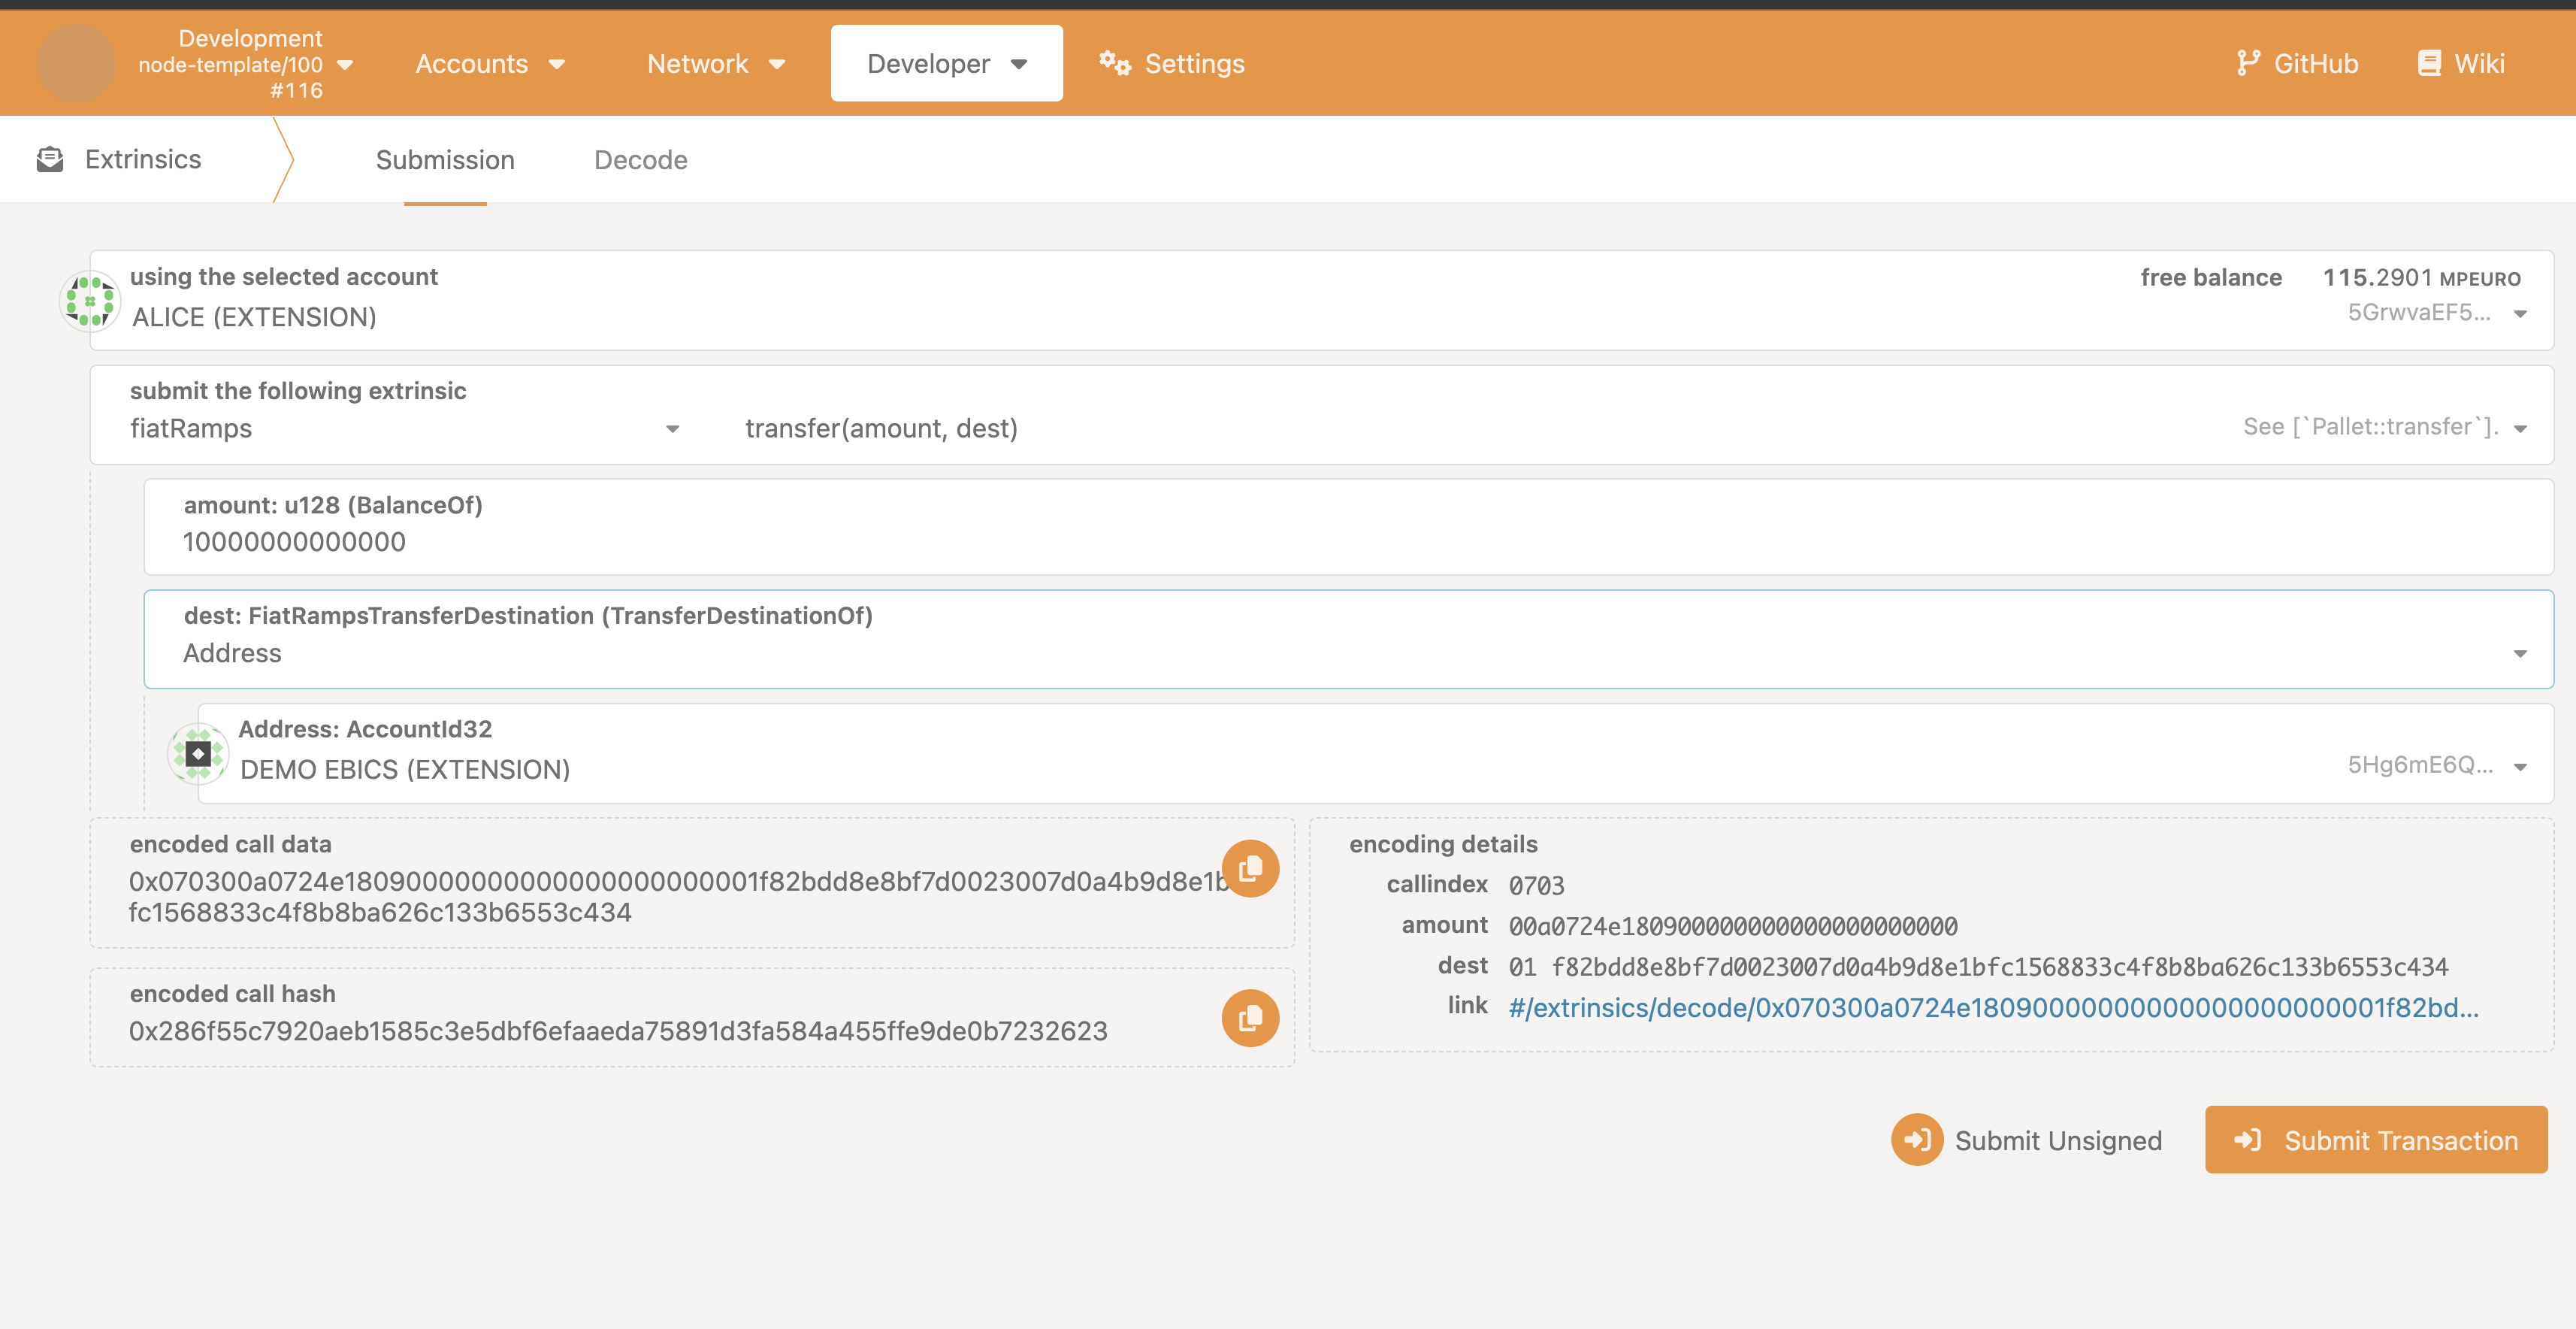 Development
node-template/100
#116
Accounts
Network
Developer
Settings
GitHub
Wiki
Extrinsics
Submission
Decode
using the selected account
ALICE (EXTENSION)
free balance 115.2901 MPEURO
5GrwvaEF5...
submit the following extrinsic
fiatRamps
transfer(amount, dest)
See [`Pallet::transfer`].
amount: u128 (BalanceOf)
10000000000000
dest: FiatRampsTransferDestination (TransferDestinationOf)
Address
Address: AccountId32
DEMO EBICS (EXTENSION)
5Hg6mE6Q...
encoded call data
0x070300a0724e18090000000000000000000001f82bdd8e8bf7d0023007d0a4b9d8e1b
fc1568833c4f8b8ba626c133b6553c434
encoded call hash
0x286f55c7920aeb1585c3e5dbf6efaaeda75891d3fa584a455ffe9de0b7232623
encoding details
callindex 0703
amount 00a0724e180900000000000000000000
dest 01 f82bdd8e8bf7d0023007d0a4b9d8e1bfc1568833c4f8b8ba626c133b6553c434
link #/extrinsics/decode/0x070300a0724e18090000000000000000000001f82bd...
Submit Unsigned
Submit Transaction